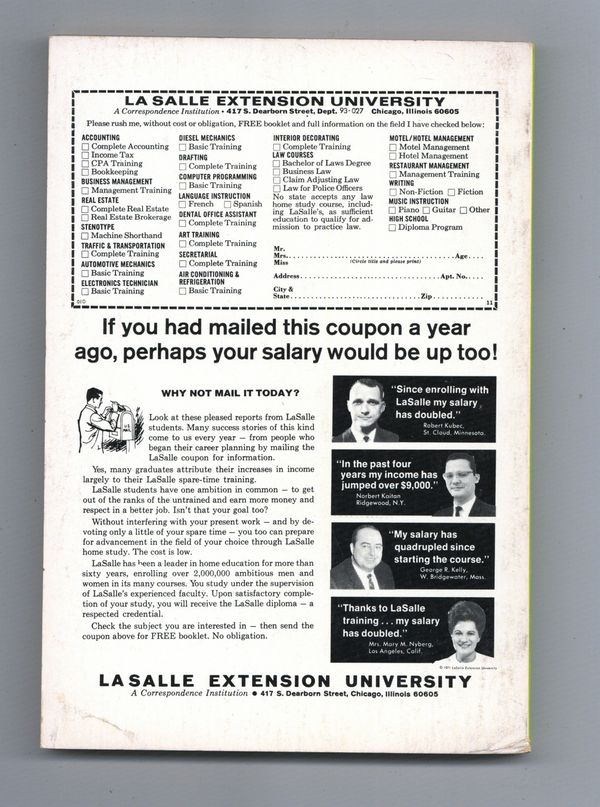 LA SALLE EXTENSION UNIVERSITY
A Correspondence Institution • 417 S. Dearborn Street, Dept. 93-027 Chicago, Illinois 60605
Please rush me, without cost or obligation, FREE booklet and full information on the field I have checked below:
ACCOUNTING
Complete Accounting
Income Tax
CPA Training
Bookkeeping
BUSINESS MANAGEMENT
Management Training
REAL ESTATE
Complete Real Estate
Real Estate Brokerage
STENOTYPE
Machine Shorthand
TRAFFIC & TRANSPORTATION
Complete Training
AUTOMOTIVE MECHANICS
Basic Training
ELECTRONICS TECHNICIAN
Basic Training
DIESEL MECHANICS
Basic Training
DRAFTING
Complete Training
COMPUTER PROGRAMMING
Basic Training
LANGUAGE INSTRUCTION
French Spanish
DENTAL OFFICE ASSISTANT
Complete Training
ART TRAINING
Complete Training
SECRETARIAL
Complete Training
AIR CONDITIONING &
REFRIGERATION
Basic Training
INTERIOR DECORATING
Complete Training
LAW COURSES
Bachelor of Laws Degree
Business Law
Claim Adjusting Law
Law for Police Officers
No state accepts any law
home study course, includ-
ing LaSalle's, as sufficient
education to qualify for ad-
mission to practice law.
MOTEL/HOTEL MANAGEMENT
Motel Management
Hotel Management
RESTAURANT MANAGEMENT
Management Training
WRITING
Non-Fiction Fiction
MUSIC INSTRUCTION
Piano Guitar Other
HIGH SCHOOL
Diploma Program
Mr.
Mrs. Age
Miss (Circle title and please print)
Address Apt. No.
City &
State Zip
11
If you had mailed this coupon a year
ago, perhaps your salary would be up too!
WHY NOT MAIL IT TODAY?
Look at these pleased reports from LaSalle
students. Many success stories of this kind
come to us every year – from people who
began their career planning by mailing the
LaSalle coupon for information.
Yes, many graduates attribute their increases in income
largely to their LaSalle spare-time training.
LaSalle students have one ambition in common – to get
out of the ranks of the untrained and earn more money and
respect in a better job. Isn't that your goal too?
Without interfering with your present work – and by de-
voting only a little of your spare time – you too can prepare
for advancement in the field of your choice through LaSalle
home study. The cost is low.
LaSalle has been a leader in home education for more than
sixty years, enrolling over 2,000,000 ambitious men and
women in its many courses. You study under the supervision
of LaSalle's experienced faculty. Upon satisfactory comple-
tion of your study, you will receive the LaSalle diploma – a
respected credential.
Check the subject you are interested in – then send the
coupon above for FREE booklet. No obligation.
"Since enrolling with
LaSalle my salary
has doubled."
Robert Kubec,
St. Cloud, Minnesota.
"In the past four
years my income has
jumped over $9,000."
Norbert Kaitan
Ridgewood, N.Y.
"My salary has
quadrupled since
starting the course."
George R. Kelly,
W. Bridgewater, Mass.
"Thanks to LaSalle
training ... my salary
has doubled."
Mrs. Mary M. Nyberg,
Los Angeles, Calif.
© 1971 LaSalle Extension University
LA SALLE EXTENSION UNIVERSITY
A Correspondence Institution • 417 S. Dearborn Street, Chicago, Illinois 60605